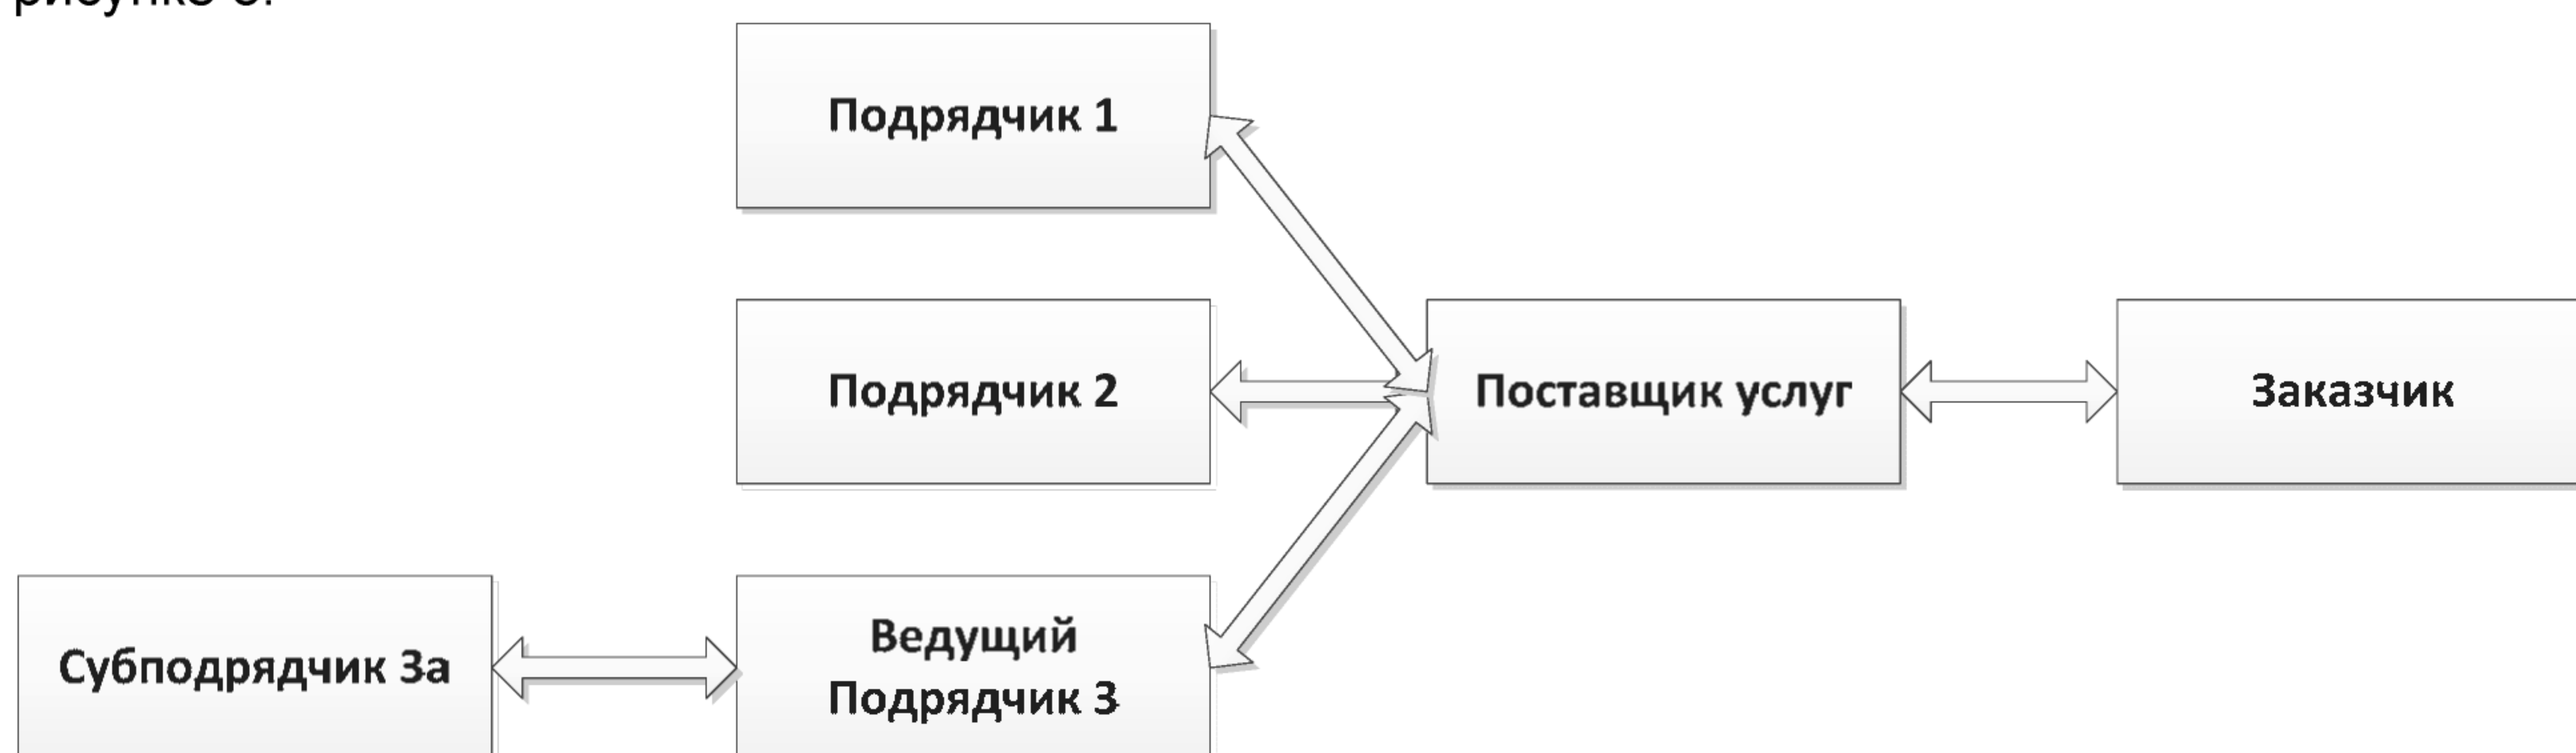 Подрядчик 1
Подрядчик 2
Поставщик услуг
Заказчик
Субподрядчик 3а
Ведущий
Подрядчик 3